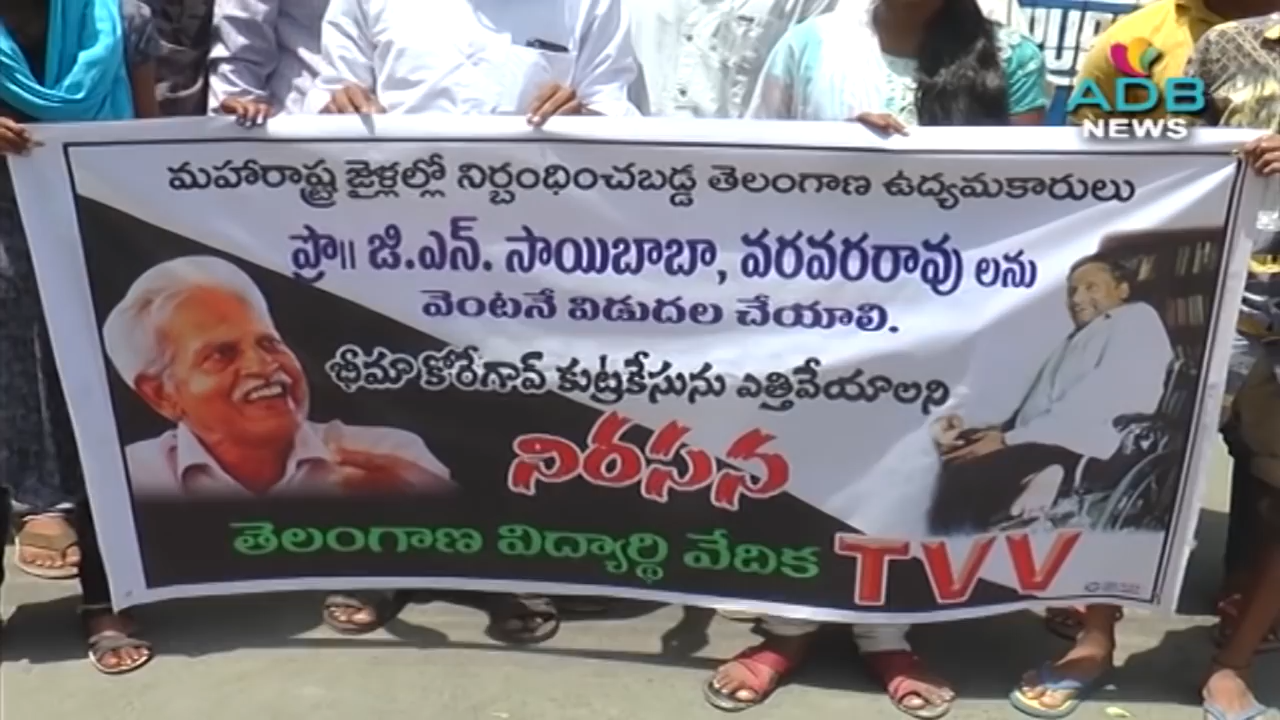 ADB
NEWS
మహారాష్ట్ర జైళ్లల్లో నిర్బంధించబడ్డ తెలంగాణ ఉద్యమకారులు
ప్రొ॥ జి.ఎన్. సాయిబాబా, వరవరరావు లను
వెంటనే విడుదల చేయాలి.
భీమా కోరేగావ్ కుట్రకేసును ఎత్తివేయాలని
నిరసన
తెలంగాణ విద్యార్థి వేదిక TVV